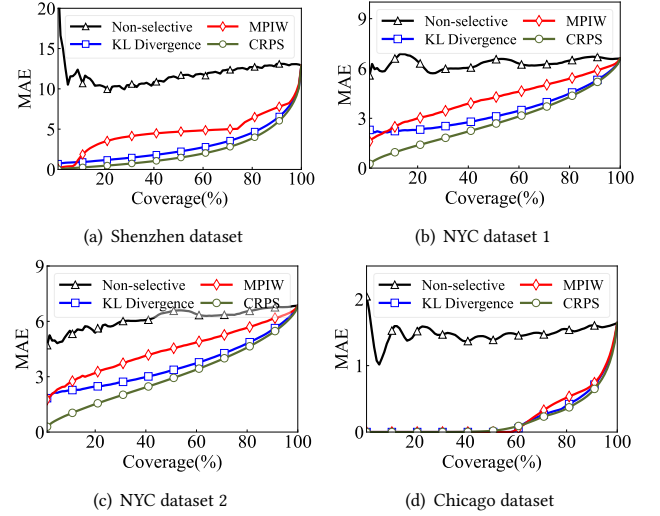 20
15
10
5
0
MAE
Non-selective
MPIW
KL Divergence
CRPS
20
40
60
80
100
Coverage(%)
(a) Shenzhen dataset
9
6
3
0
MAE
Non-selective
MPIW
KL Divergence
CRPS
20
40
60
80
100
Coverage(%)
(b) NYC dataset 1
9
6
3
0
MAE
Non-selective
MPIW
KL Divergence
CRPS
20
40
60
80
100
Coverage(%)
(c) NYC dataset 2
2
1
0
MAE
Non-selective
MPIW
KL Divergence
CRPS
20
40
60
80
100
Coverage(%)
(d) Chicago dataset